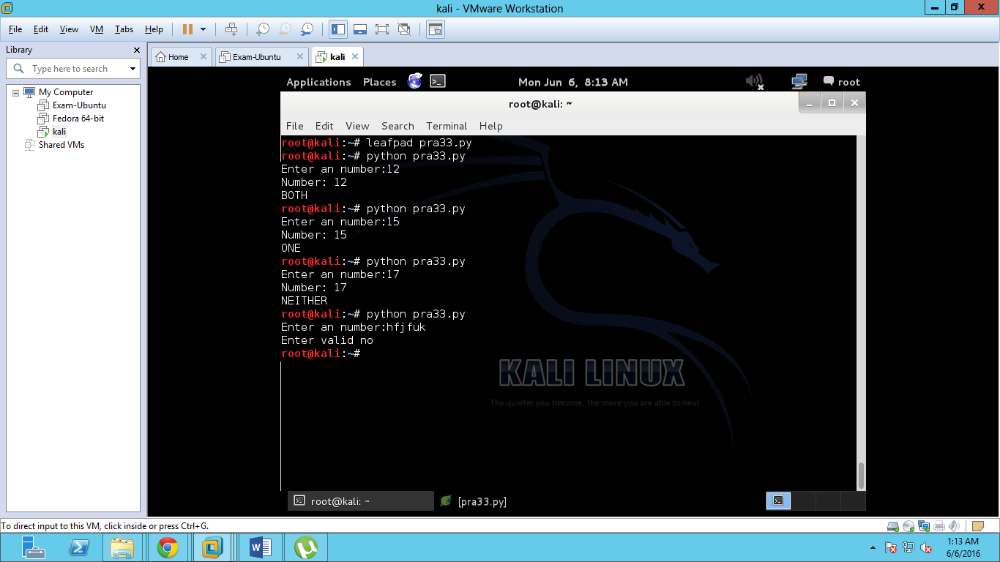 kali - VMware Workstation
File Edit View VM Tabs Help
Library
Type here to search
My Computer
Exam-Ubuntu
Fedora 64-bit
kali
Shared VMs
Home Exam-Ubuntu kali
Applications Places Mon Jun 6, 8:13 AM root
root@kali: ~
File Edit View Search Terminal Help
root@kali:~# leafpad pra33.py
root@kali:~# python pra33.py
Enter an number:12
Number: 12
BOTH
root@kali:~# python pra33.py
Enter an number:15
Number: 15
ONE
root@kali:~# python pra33.py
Enter an number:17
Number: 17
NEITHER
root@kali:~# python pra33.py
Enter an number:hfjfuk
Enter valid no
root@kali:~#
KALI LINUX
The quieter you become, the more you are able to hear.
root@kali: ~ [pra33.py]
To direct input to this VM, click inside or press Ctrl+G.
1:13 AM
6/6/2016